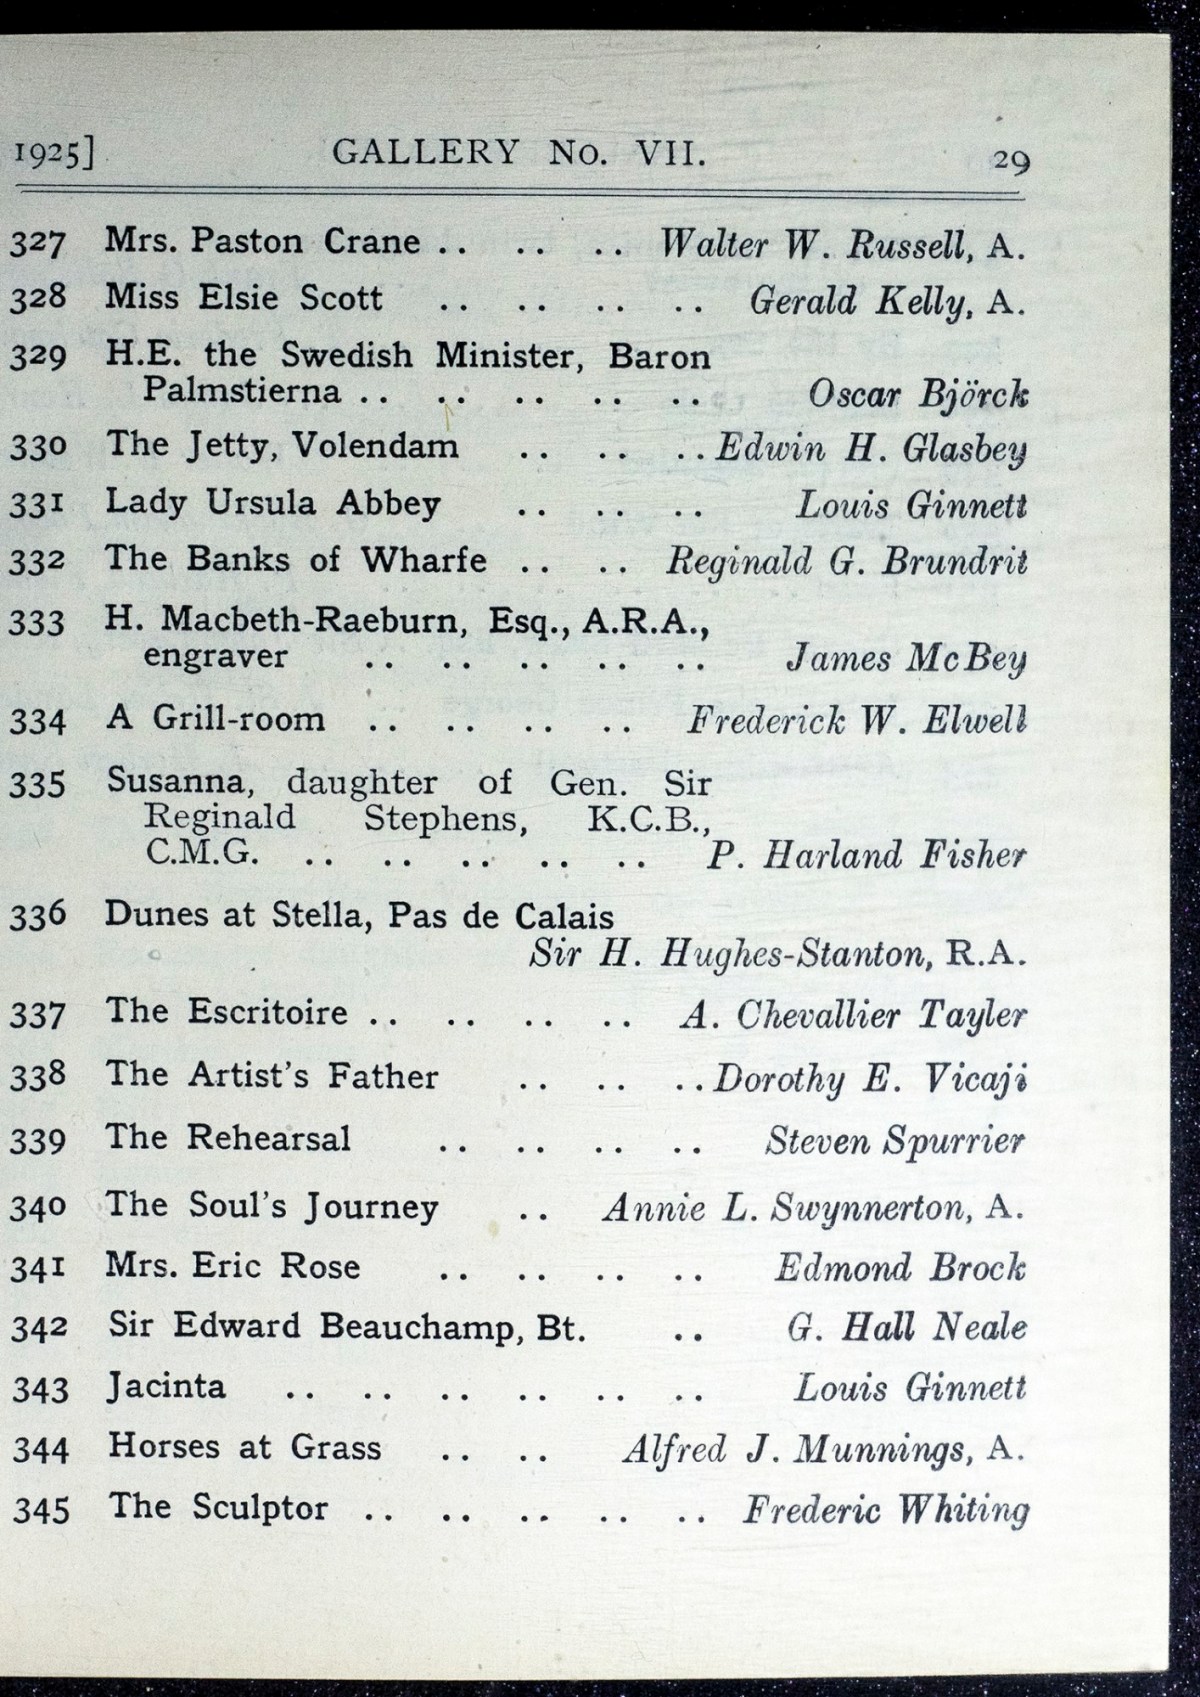 1925] GALLERY No. VII. 29
327 Mrs. Paston Crane .. .. .. Walter W. Russell, A.
328 Miss Elsie Scott .. .. .. .. Gerald Kelly, A.
329 H.E. the Swedish Minister, Baron
Palmstierna .. .. .. .. .. Oscar Björck
330 The Jetty, Volendam .. .. .. Edwin H. Glasbey
331 Lady Ursula Abbey .. .. .. Louis Ginnett
332 The Banks of Wharfe .. .. Reginald G. Brundrit
333 H. Macbeth-Raeburn, Esq., A.R.A.,
engraver .. .. .. .. .. James McBey
334 A Grill-room .. .. .. .. Frederick W. Elwell
335 Susanna, daughter of Gen. Sir
Reginald Stephens, K.C.B.,
C.M.G. .. .. .. .. .. P. Harland Fisher
336 Dunes at Stella, Pas de Calais
Sir H. Hughes-Stanton, R.A.
337 The Escritoire .. .. .. .. A. Chevallier Tayler
338 The Artist's Father .. .. .. Dorothy E. Vicaji
339 The Rehearsal .. .. .. .. Steven Spurrier
340 The Soul's Journey .. Annie L. Swynnerton, A.
341 Mrs. Eric Rose .. .. .. .. Edmond Brock
342 Sir Edward Beauchamp, Bt. .. G. Hall Neale
343 Jacinta .. .. .. .. .. .. Louis Ginnett
344 Horses at Grass .. .. Alfred J. Munnings, A.
345 The Sculptor .. .. .. .. .. Frederic Whiting